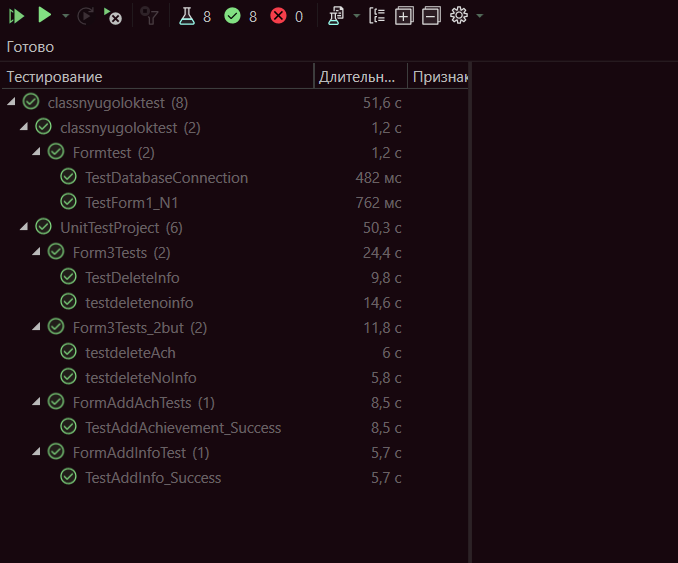 8 8 0
Готово
Тестирование Длительн... Признак
classnyugoloktest (8) 51,6 с
classnyugoloktest (2) 1,2 с
Formtest (2) 1,2 с
TestDatabaseConnection 482 мс
TestForm1_N1 762 мс
UnitTestProject (6) 50,3 с
Form3Tests (2) 24,4 с
TestDeleteInfo 9,8 с
testdeletenoinfo 14,6 с
Form3Tests_2but (2) 11,8 с
testdeleteAch 6 с
testdeleteNoInfo 5,8 с
FormAddAchTests (1) 8,5 с
TestAddAchievement_Success 8,5 с
FormAddInfoTest (1) 5,7 с
TestAddInfo_Success 5,7 с